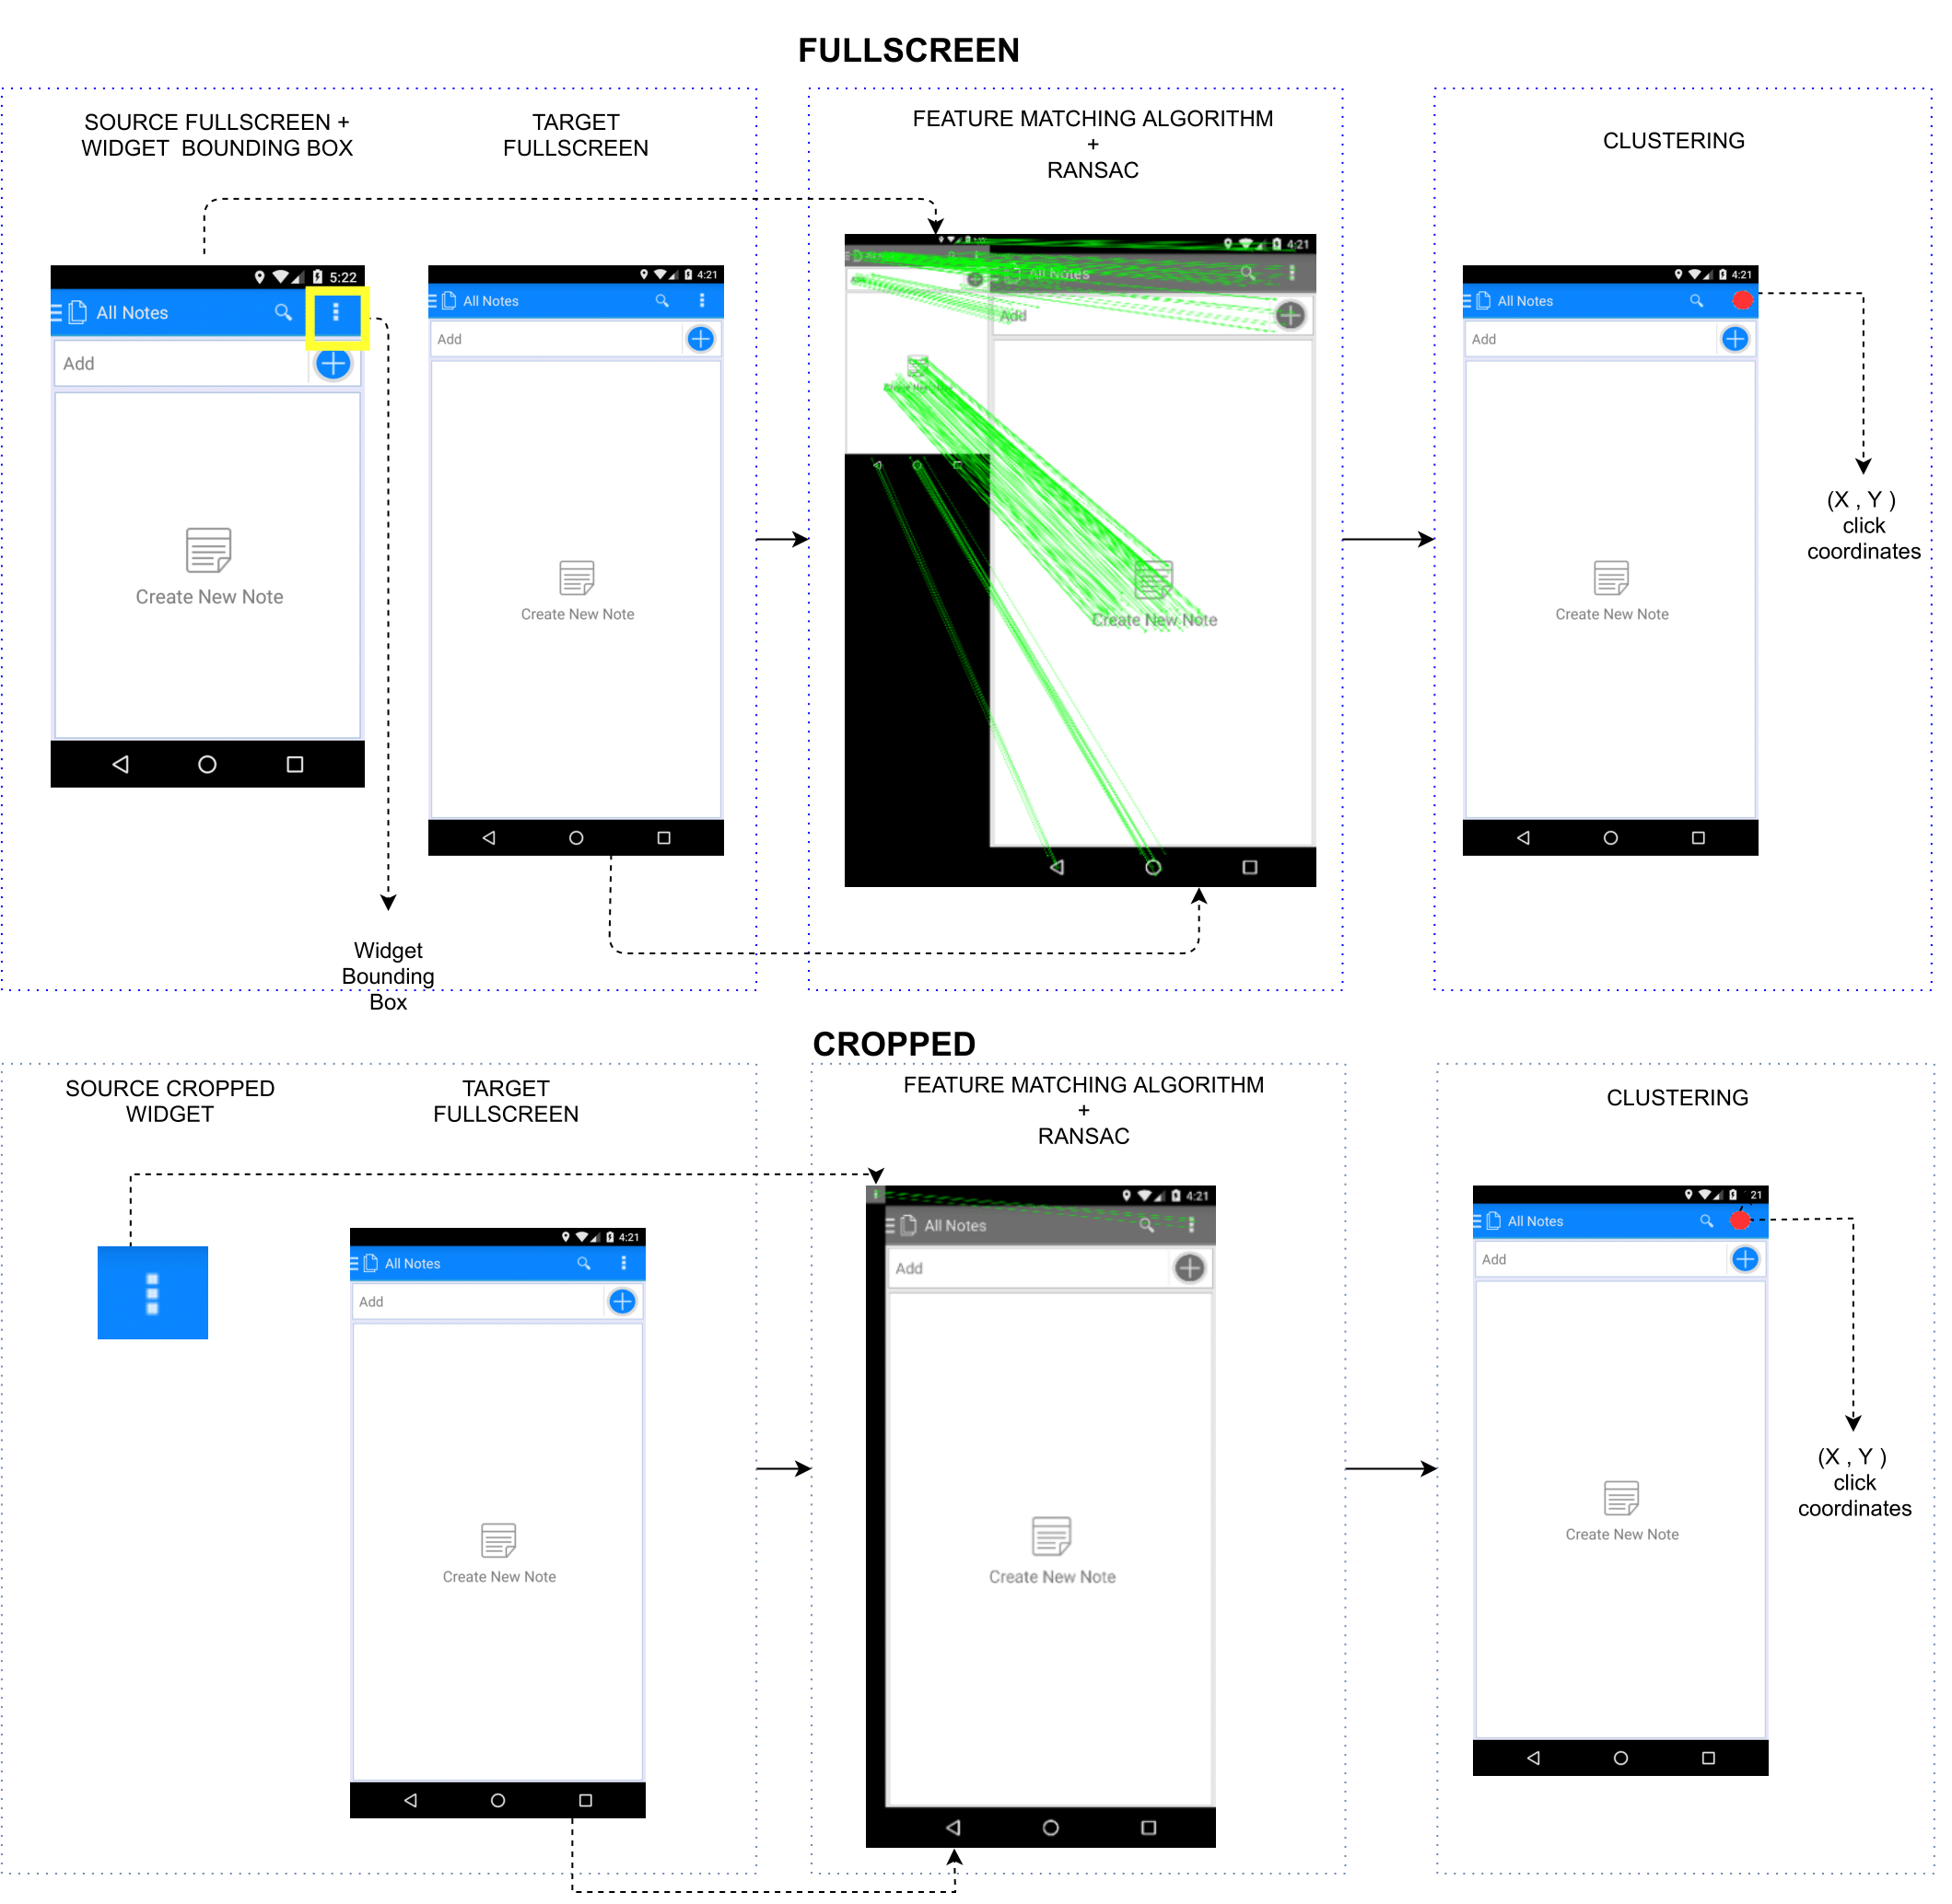 FULLSCREEN
SOURCE FULLSCREEN +
WIDGET BOUNDING BOX
TARGET
FULLSCREEN
FEATURE MATCHING ALGORITHM
+
RANSAC
CLUSTERING
5:22
All Notes
Add
Create New Note
4:21
All Notes
Add
Create New Note
4:21
All Notes
Add
Create New Note
4:21
All Notes
Add
Create New Note
(X , Y )
click
coordinates
Widget
Bounding
Box
CROPPED
SOURCE CROPPED
WIDGET
TARGET
FULLSCREEN
FEATURE MATCHING ALGORITHM
+
RANSAC
CLUSTERING
4:21
All Notes
Add
Create New Note
4:21
All Notes
Add
Create New Note
21
All Notes
Add
Create New Note
(X , Y )
click
coordinates